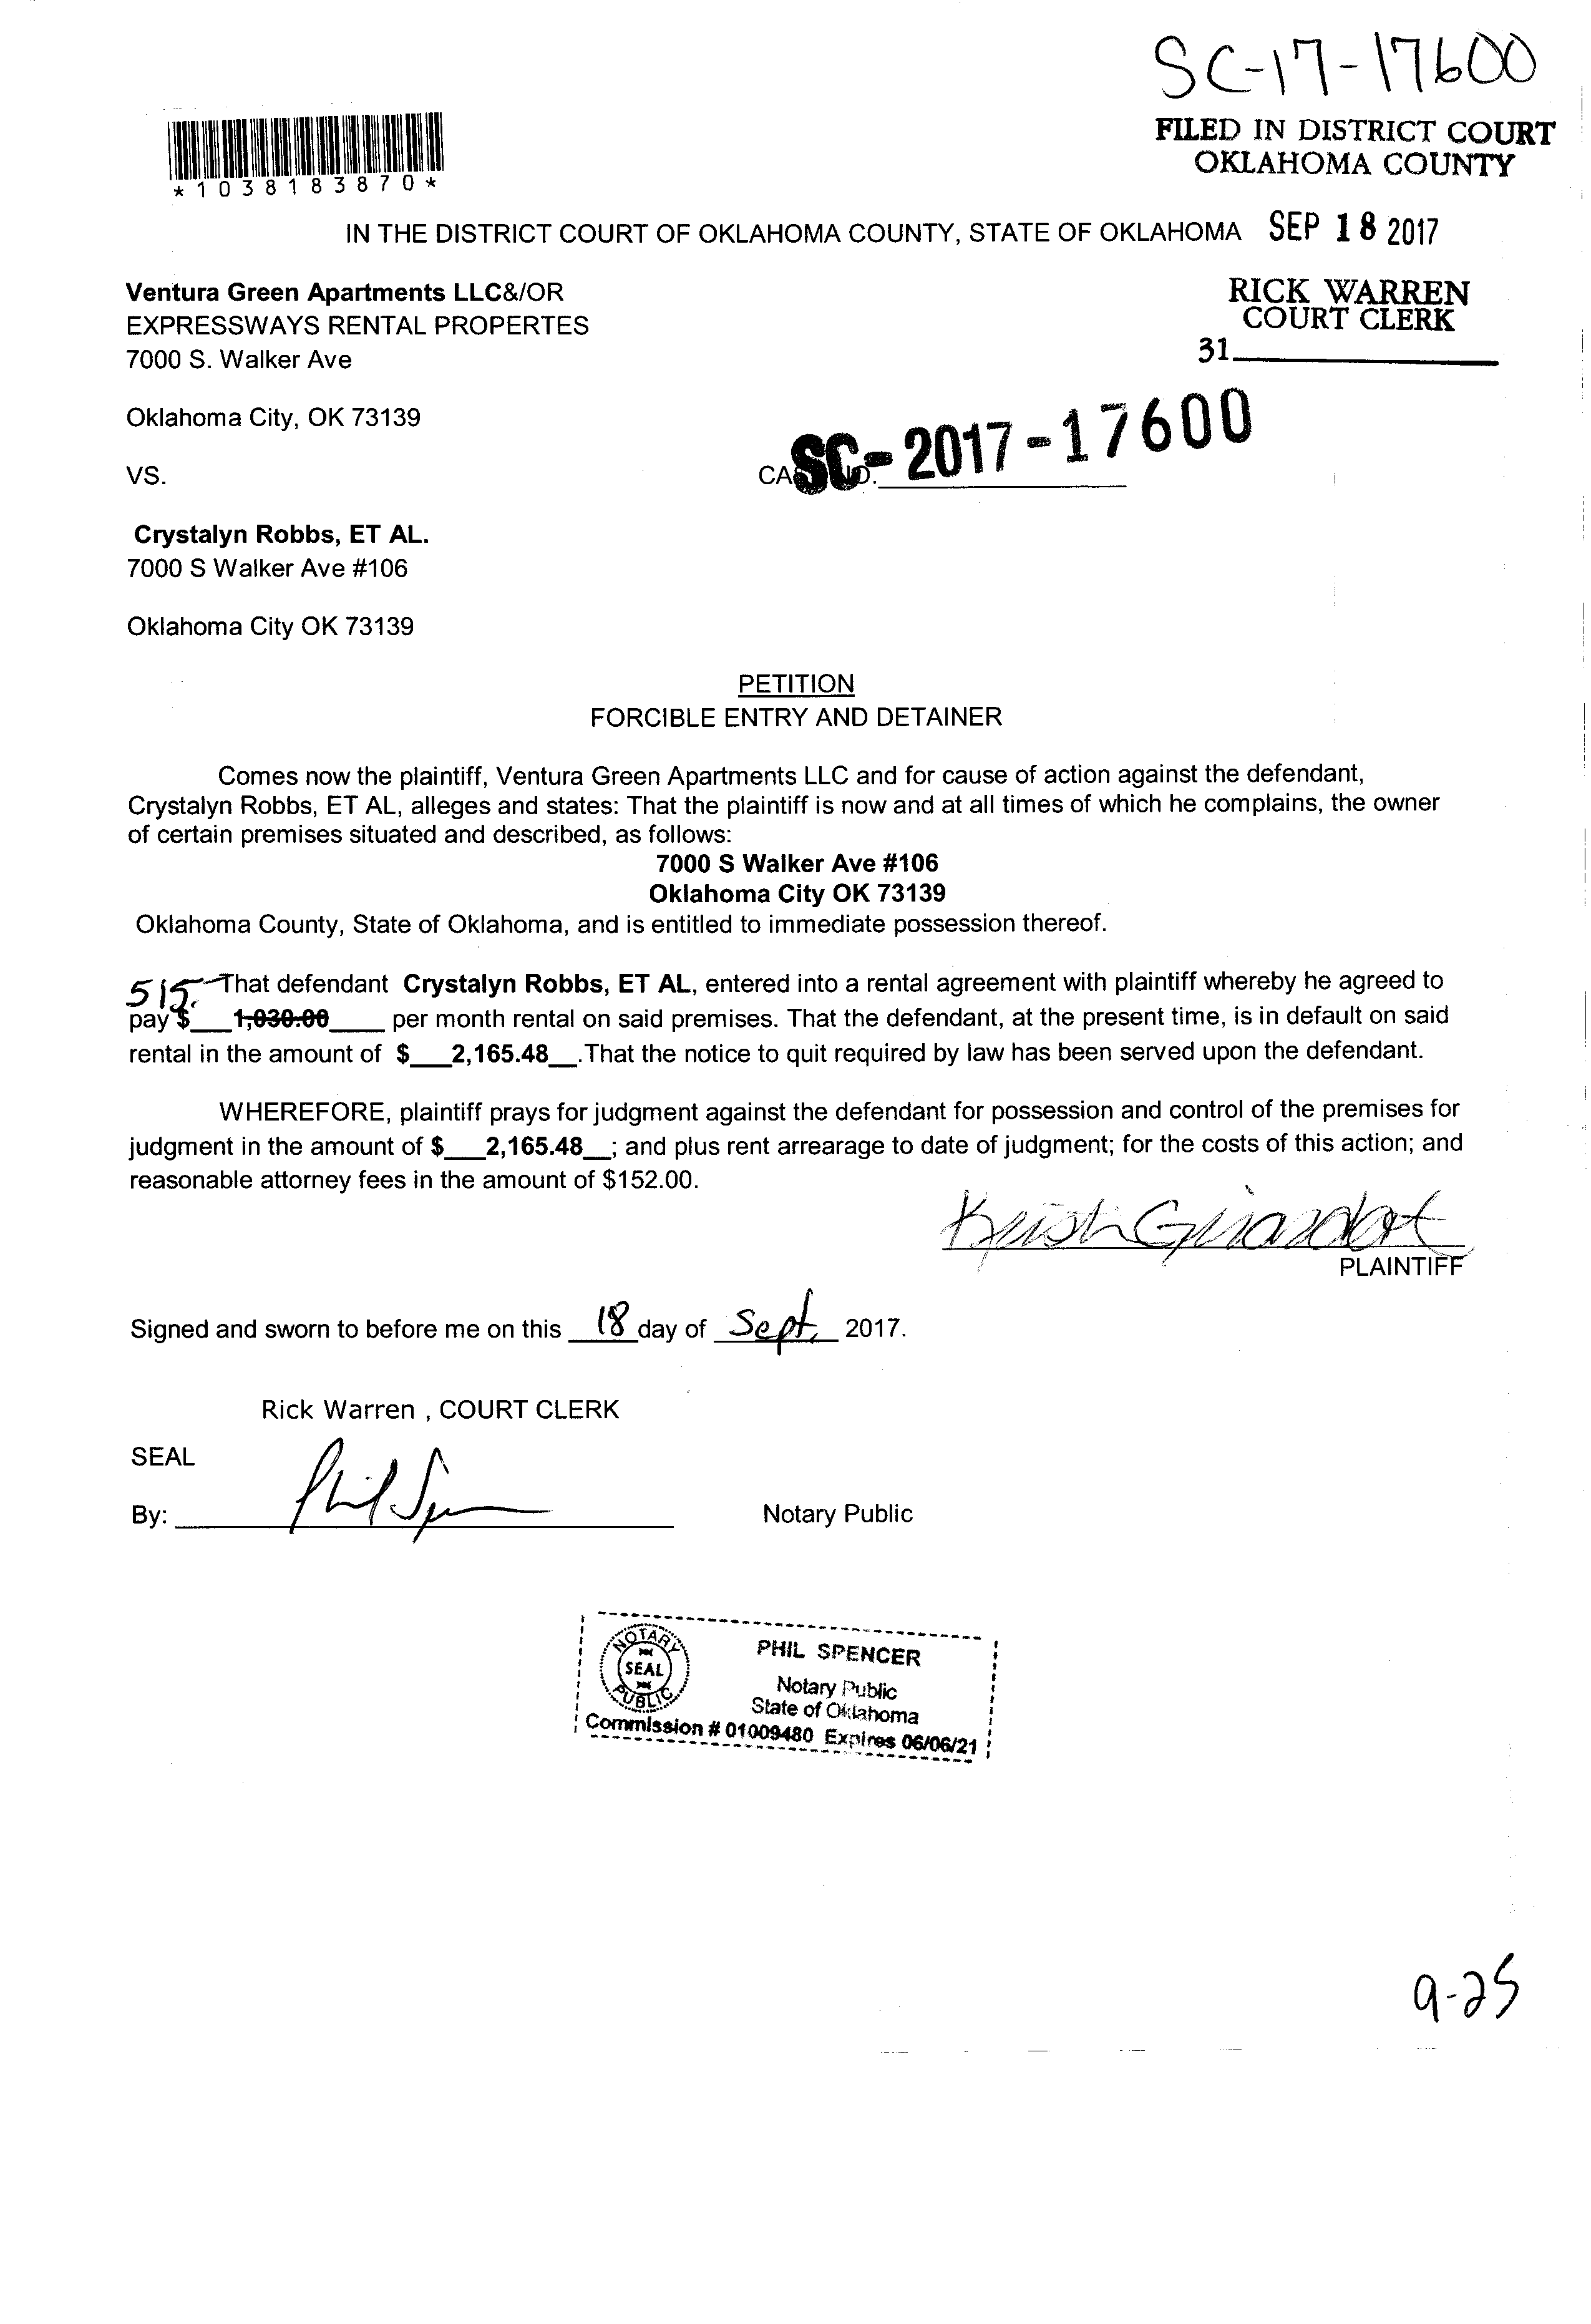 SC-17-17600
FILED IN DISTRICT COURT
OKLAHOMA COUNTY
*1038183870*
IN THE DISTRICT COURT OF OKLAHOMA COUNTY, STATE OF OKLAHOMA SEP 18 2017
Ventura Green Apartments LLC&/OR
EXPRESSWAYS RENTAL PROPERTES
7000 S. Walker Ave
RICK WARREN
COURT CLERK
31
Oklahoma City, OK 73139
SC-2017-17600
VS.
Crystalyn Robbs, ET AL.
7000 S Walker Ave #106
Oklahoma City OK 73139
PETITION
FORCIBLE ENTRY AND DETAINER
Comes now the plaintiff, Ventura Green Apartments LLC and for cause of action against the defendant,
Crystalyn Robbs, ET AL, alleges and states: That the plaintiff is now and at all times of which he complains, the owner
of certain premises situated and described, as follows:
7000 S Walker Ave #106
Oklahoma City OK 73139
Oklahoma County, State of Oklahoma, and is entitled to immediate possession thereof.
515. That defendant Crystalyn Robbs, ET AL, entered into a rental agreement with plaintiff whereby he agreed to
pay $___1,030.00____ per month rental on said premises. That the defendant, at the present time, is in default on said
rental in the amount of $___2,165.48__.That the notice to quit required by law has been served upon the defendant.
WHEREFORE, plaintiff prays for judgment against the defendant for possession and control of the premises for
judgment in the amount of $___2,165.48__; and plus rent arrearage to date of judgment; for the costs of this action; and
reasonable attorney fees in the amount of $152.00.
PLAINTIFF
Signed and sworn to before me on this 18 day of Sept, 2017.
Rick Warren , COURT CLERK
SEAL
By: Phil Spencer
Notary Public
NOTARY PUBLIC
SEAL
PHIL SPENCER
Notary Public
State of Oklahoma
Commission # 01009480 Expires 06/06/21
9-25